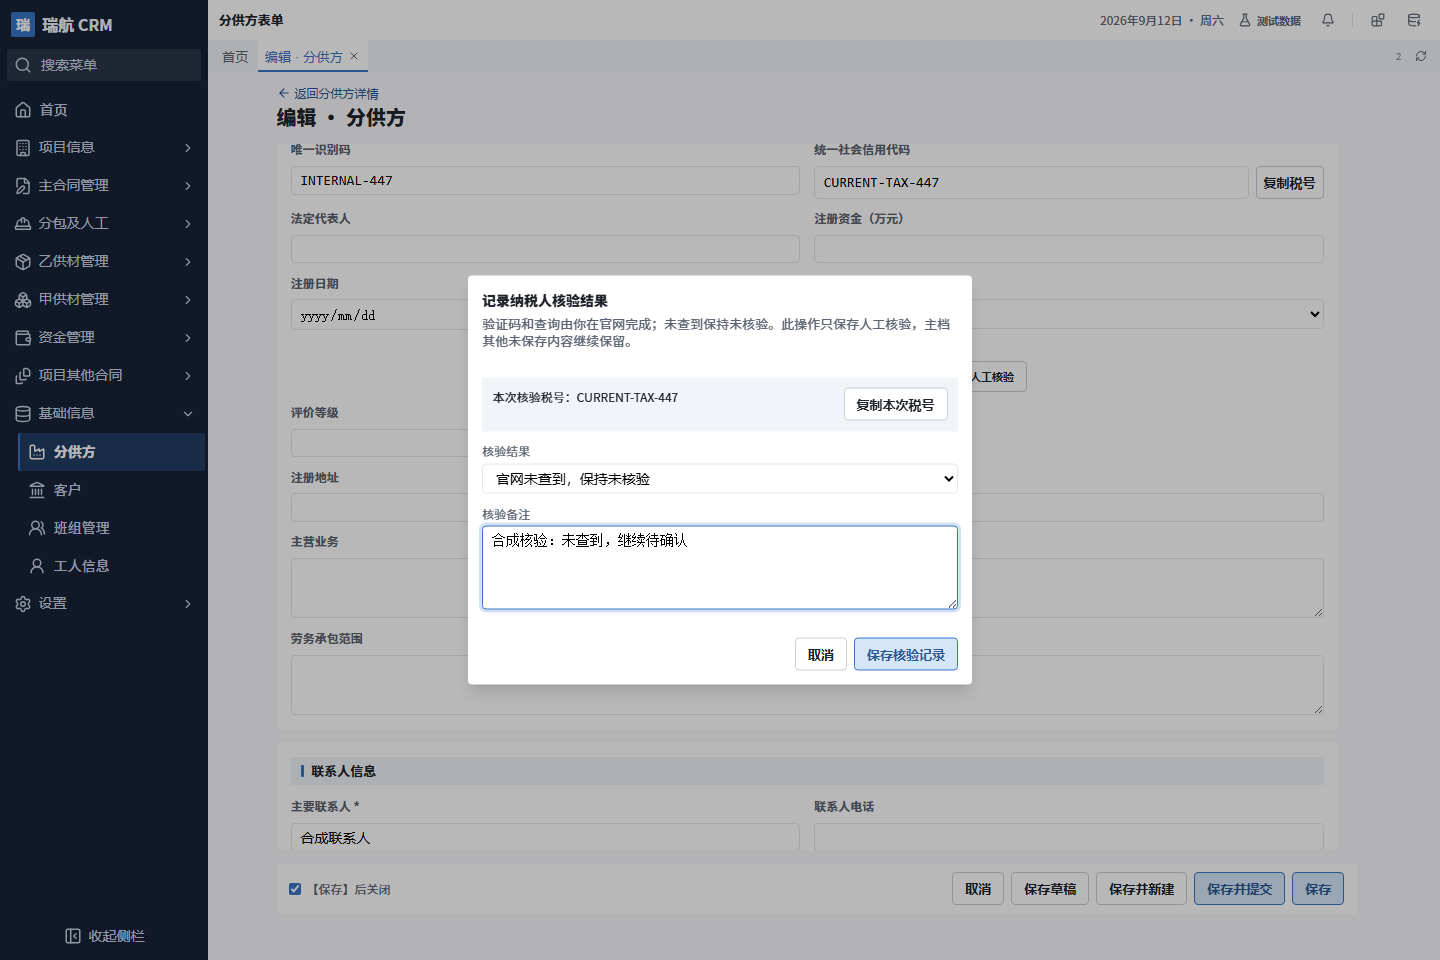 瑞 瑞航 CRM
搜索菜单
首页
项目信息
主合同管理
分包及人工
乙供材管理
甲供材管理
资金管理
项目其他合同
基础信息
分供方
客户
班组管理
工人信息
设置
收起侧栏
分供方表单
2026年9月12日 · 周六 测试数据
首页 编辑 · 分供方 ×
2
← 返回分供方详情
编辑 · 分供方
唯一识别码 统一社会信用代码
INTERNAL-447 CURRENT-TAX-447 复制税号
法定代表人 注册资金（万元）
注册日期
yyyy/mm/dd
人工核验
评价等级
注册地址
主营业务
劳务承包范围
记录纳税人核验结果
验证码和查询由你在官网完成；未查到保持未核验。此操作只保存人工核验，主档
其他未保存内容继续保留。
本次核验税号：CURRENT-TAX-447 复制本次税号
核验结果
官网未查到，保持未核验
核验备注
合成核验：未查到，继续待确认
取消 保存核验记录
联系人信息
主要联系人 * 联系人电话
合成联系人
【保存】后关闭 取消 保存草稿 保存并新建 保存并提交 保存